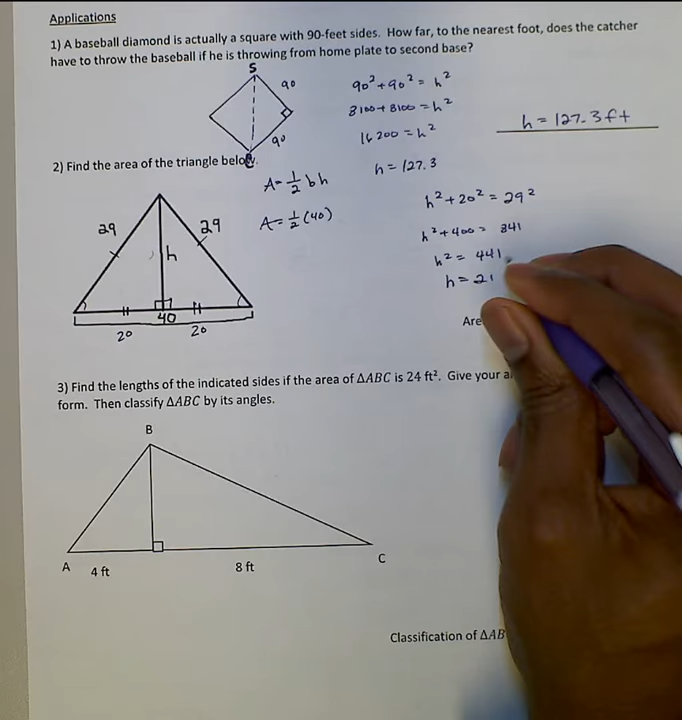 Applications
1) A baseball diamond is actually a square with 90-feet sides. How far, to the nearest foot, does the catcher
have to throw the baseball if he is throwing from home plate to second base?
S
90
90
90² + 90² = h²
8100 + 8100 = h²
16200 = h²
h = 127.3
h = 127.3 ft
2) Find the area of the triangle below.
A = 1/2 bh
A = 1/2 (40)
29
29
h
40
20
20
h² + 20² = 29²
h² + 400 = 841
h² = 441
h = 21
3) Find the lengths of the indicated sides if the area of ΔABC is 24 ft². Give your
form. Then classify ΔABC by its angles.
B
A
4 ft
8 ft
C
Classification of